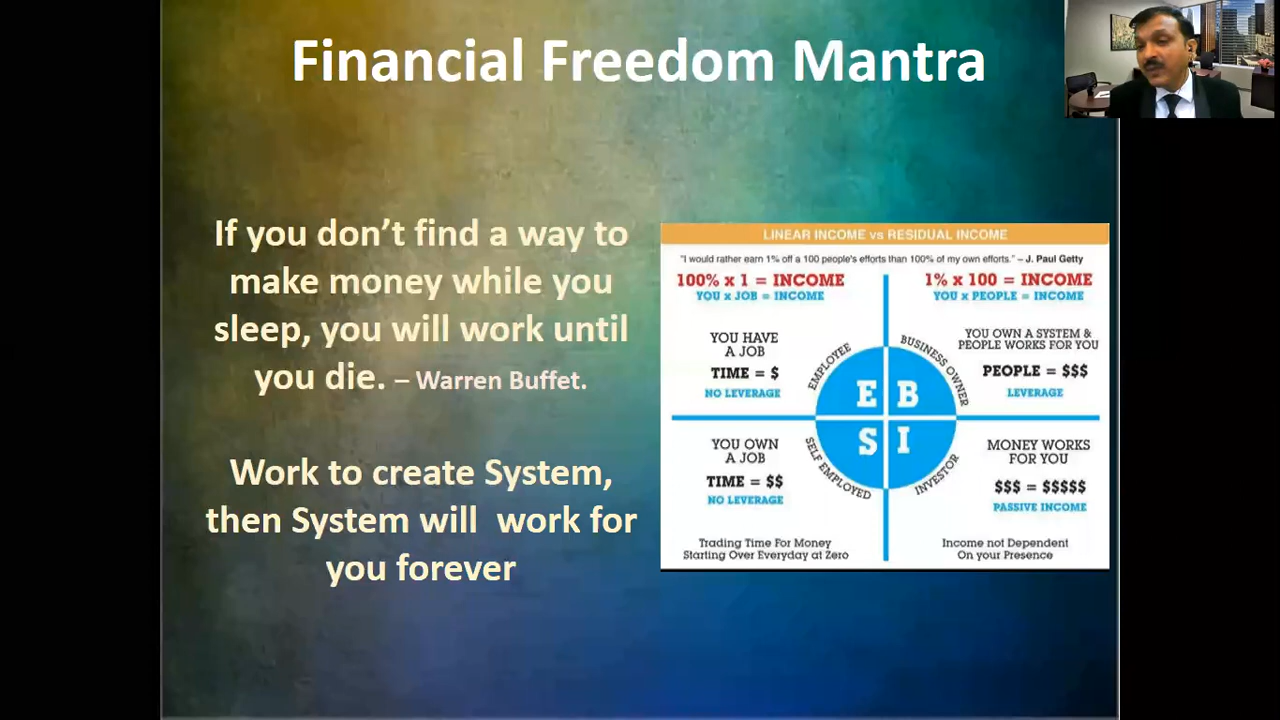 Financial Freedom Mantra
If you don’t find a way to
make money while you
sleep, you will work until
you die. – Warren Buffet.
Work to create System,
then System will work for
you forever
LINEAR INCOME vs RESIDUAL INCOME
"I would rather earn 1% off a 100 people's efforts than 100% of my own efforts." – J. Paul Getty
100% x 1 = INCOME
YOU x JOB = INCOME
1% x 100 = INCOME
YOU x PEOPLE = INCOME
YOU HAVE
A JOB
TIME = $
NO LEVERAGE
EMPLOYEE
BUSINESS OWNER
YOU OWN A SYSTEM &
PEOPLE WORKS FOR YOU
PEOPLE = $$$
LEVERAGE
E B
S I
YOU OWN
A JOB
TIME = $$
NO LEVERAGE
SELF EMPLOYED
INVESTOR
MONEY WORKS
FOR YOU
$$$ = $$$$$
PASSIVE INCOME
Trading Time For Money
Starting Over Everyday at Zero
Income not Dependent
On your Presence